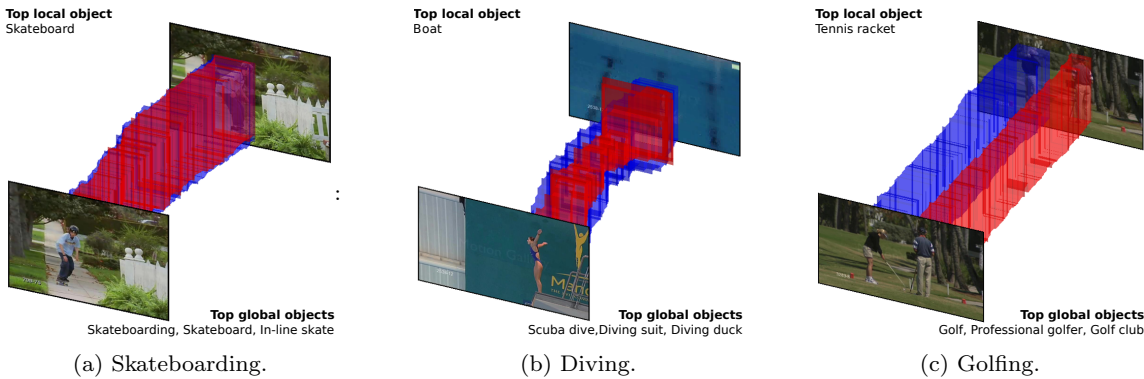 Top local object
Skateboard
Top global objects
Skateboarding, Skateboard, In-line skate
(a) Skateboarding.
:
Top local object
Boat
Top global objects
Scuba dive,Diving suit, Diving duck
(b) Diving.
Top local object
Tennis racket
Top global objects
Golf, Professional golfer, Golf club
(c) Golfing.